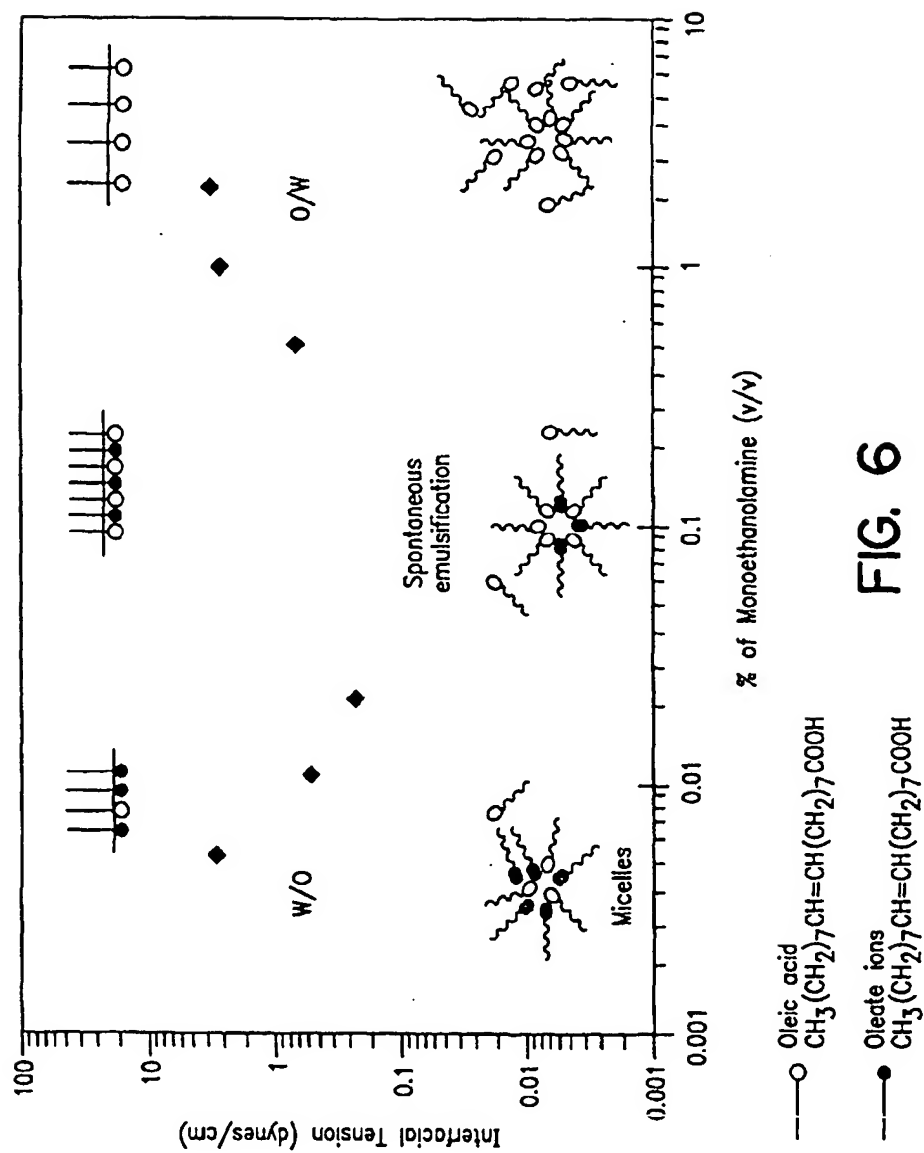 Interfacial Tension (dynes/cm)
100
10
1
0.1
0.01
0.001
W/O
O/W
Spontaneous
emulsification
Micelles
0.001
0.01
0.1
1
10
% of Monoethanolamine (v/v)
Oleic acid
CH3(CH2)7CH=CH(CH2)7COOH
Oleate ions
CH3(CH2)7CH=CH(CH2)7COOH
FIG. 6